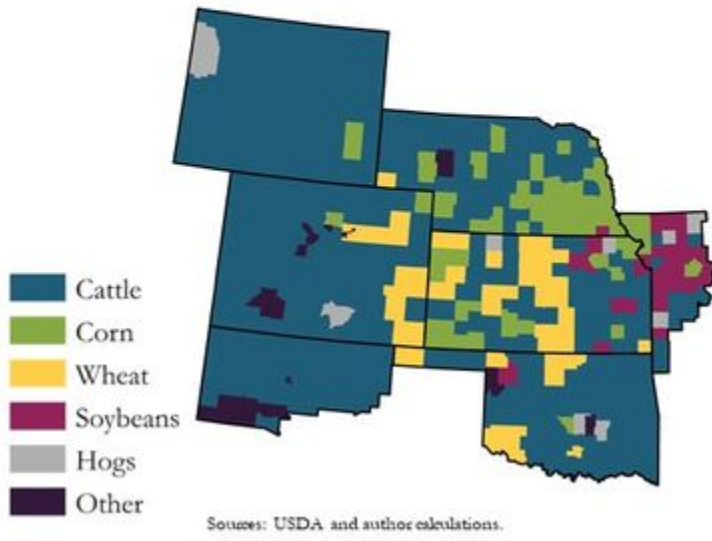 Cattle
Corn
Wheat
Soybeans
Hogs
Other
Sources: USDA and author calculations.